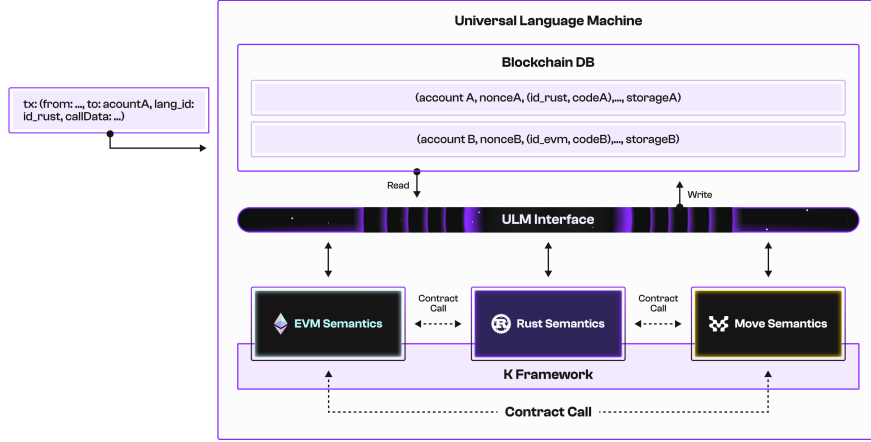 Universal Language Machine
Blockchain DB
(account A, nonceA, (id_rust, codeA),..., storageA)
tx: (from: ..., to: acountA, lang_id:
id_rust, callData: ...)
(account B, nonceB, (id_evm, codeB),..., storageB)
Read
Write
ULM Interface
Contract
Call
Contract
Call
EVM Semantics
Rust Semantics
Move Semantics
K Framework
Contract Call